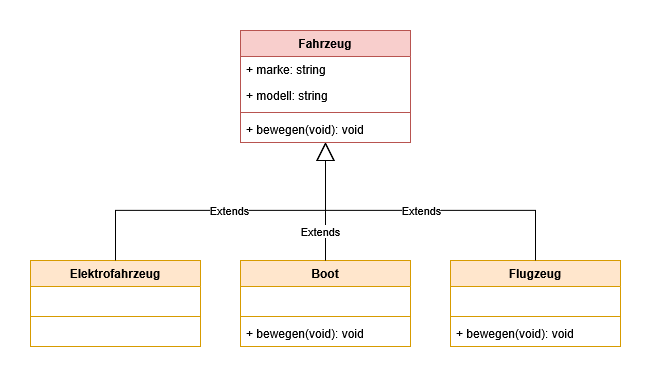 Fahrzeug
+ marke: string
+ modell: string
+ bewegen(void): void
Extends
Extends
Extends
Elektrofahrzeug
Boot
+ bewegen(void): void
Flugzeug
+ bewegen(void): void